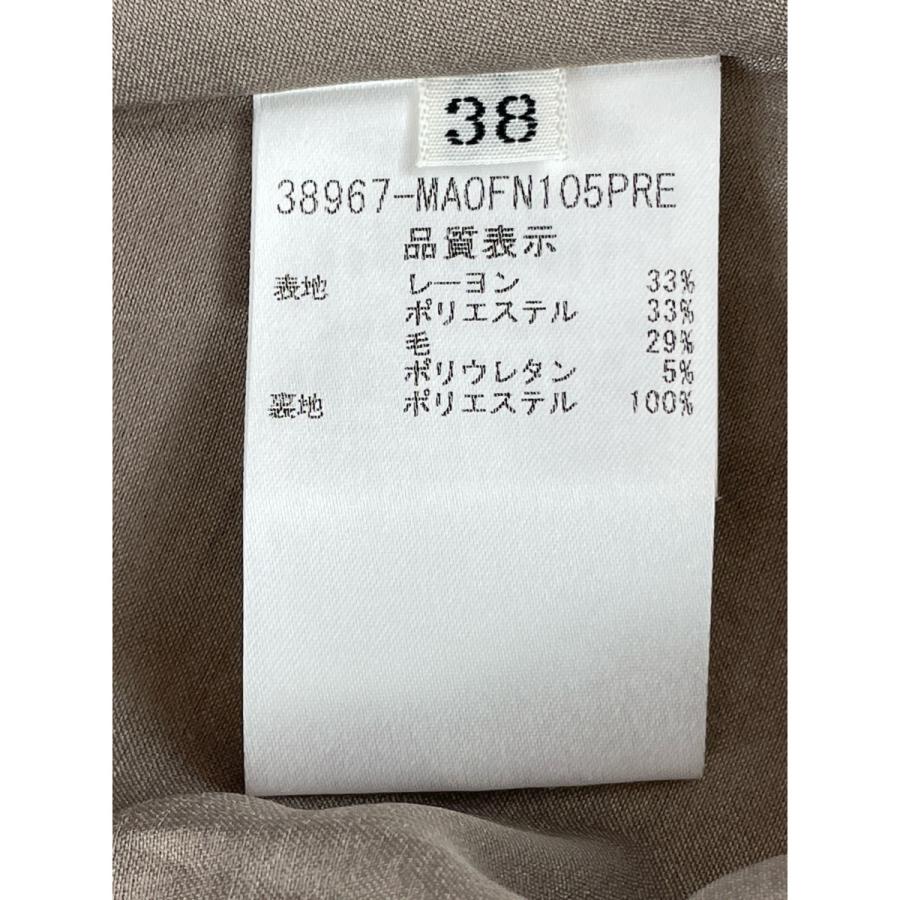 38
38967-MAOFN105PRE
品質表示
表地 レーヨン 33%
ポリエステル 33%
毛 29%
ポリウレタン 5%
裏地 ポリエステル 100%